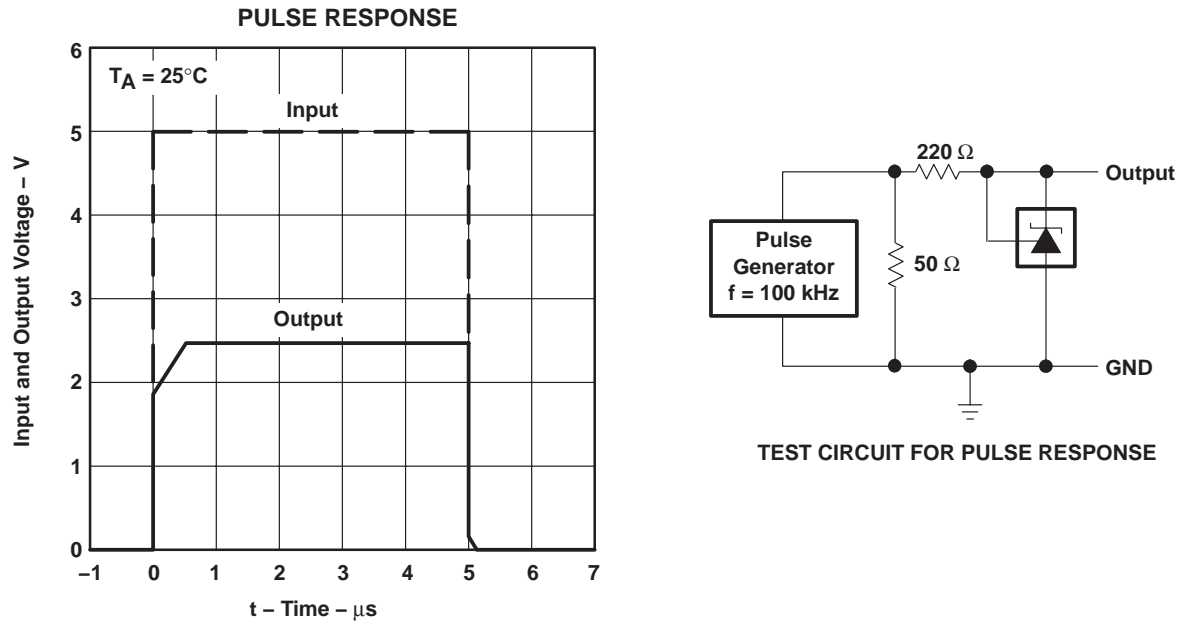 PULSE RESPONSE
Input and Output Voltage – V
6
5
4
3
2
1
0
TA = 25°C
Input
Output
–1 0 1 2 3 4 5 6 7
t – Time – μs
220 Ω
Output
Pulse
Generator
f = 100 kHz
50 Ω
GND
TEST CIRCUIT FOR PULSE RESPONSE